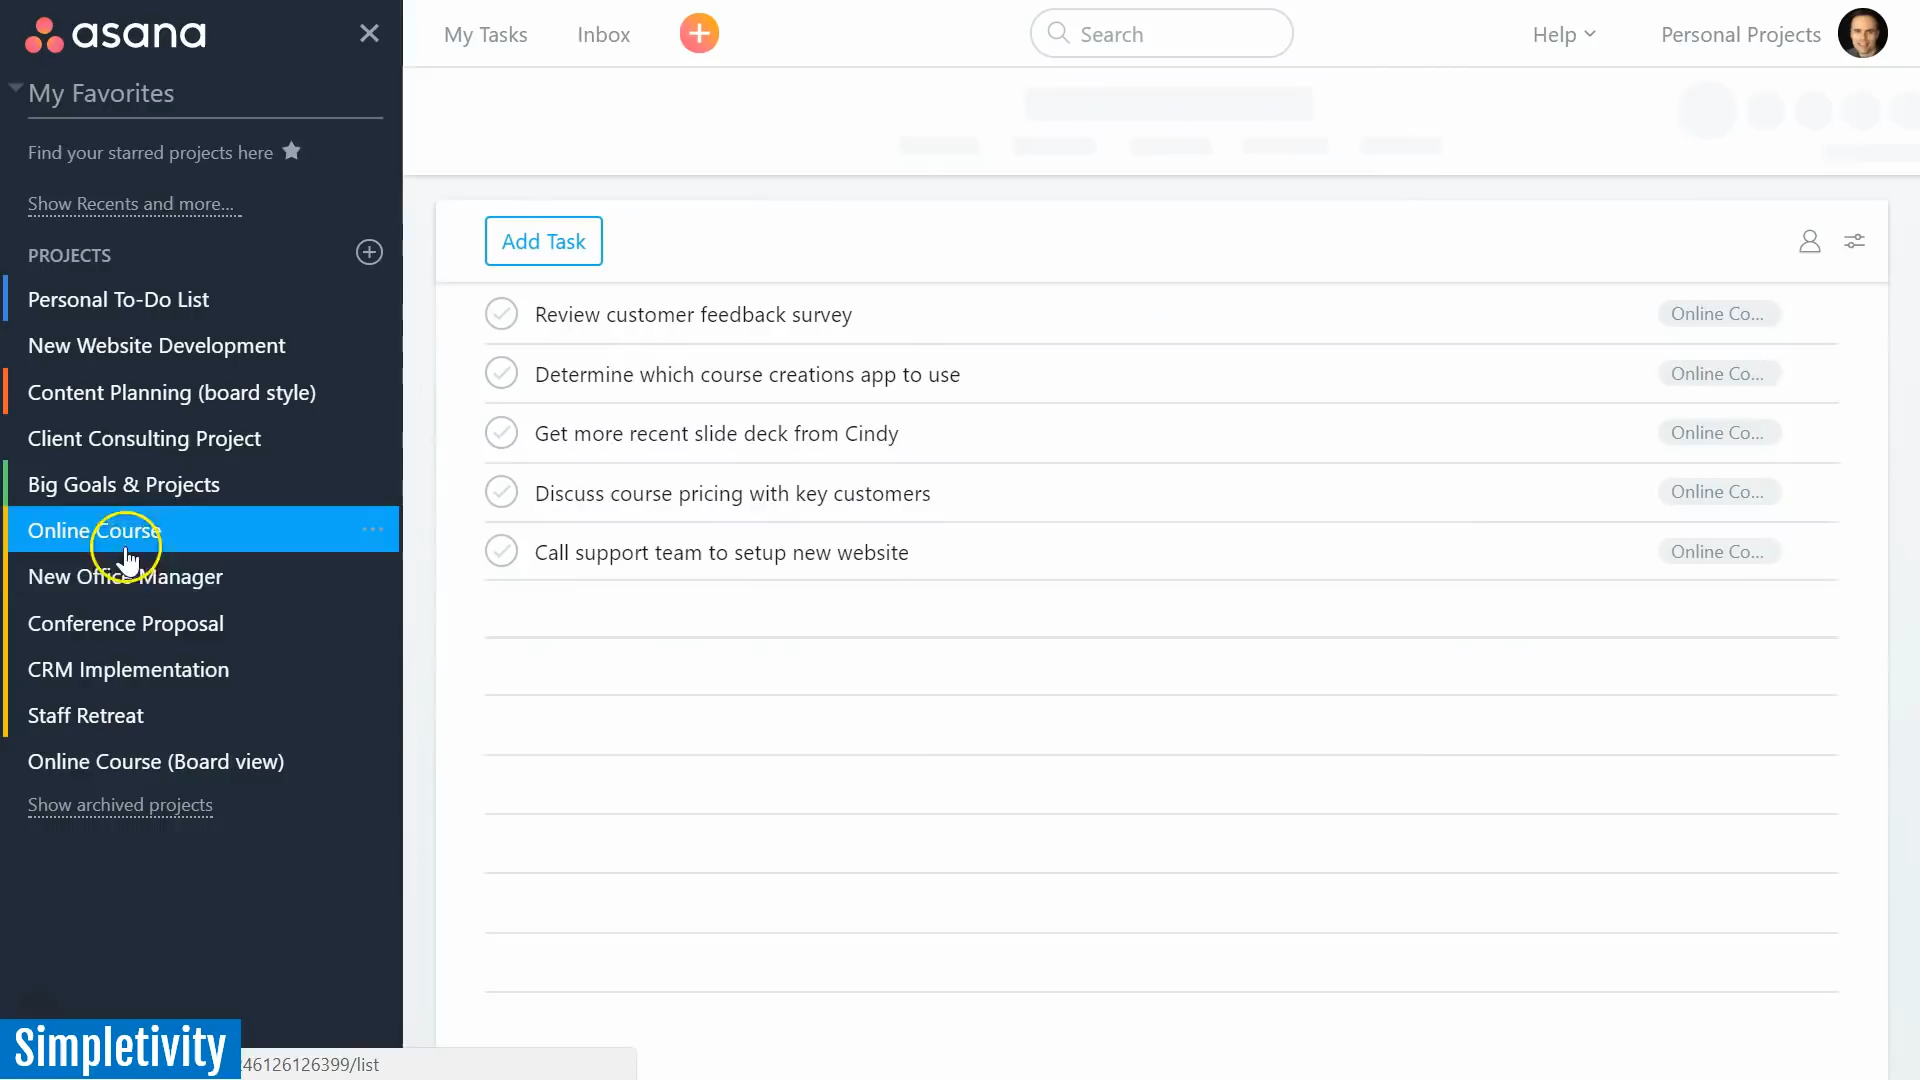 asana
My Tasks
Inbox
Search
Help
Personal Projects
My Favorites
Find your starred projects here
Show Recents and more...
PROJECTS
Personal To-Do List
New Website Development
Content Planning (board style)
Client Consulting Project
Big Goals & Projects
Online Course
New Office Manager
Conference Proposal
CRM Implementation
Staff Retreat
Online Course (Board view)
Show archived projects
Add Task
Review customer feedback survey
Online Co...
Determine which course creations app to use
Online Co...
Get more recent slide deck from Cindy
Online Co...
Discuss course pricing with key customers
Online Co...
Call support team to setup new website
Online Co...
Simpletivity
46126126399/list